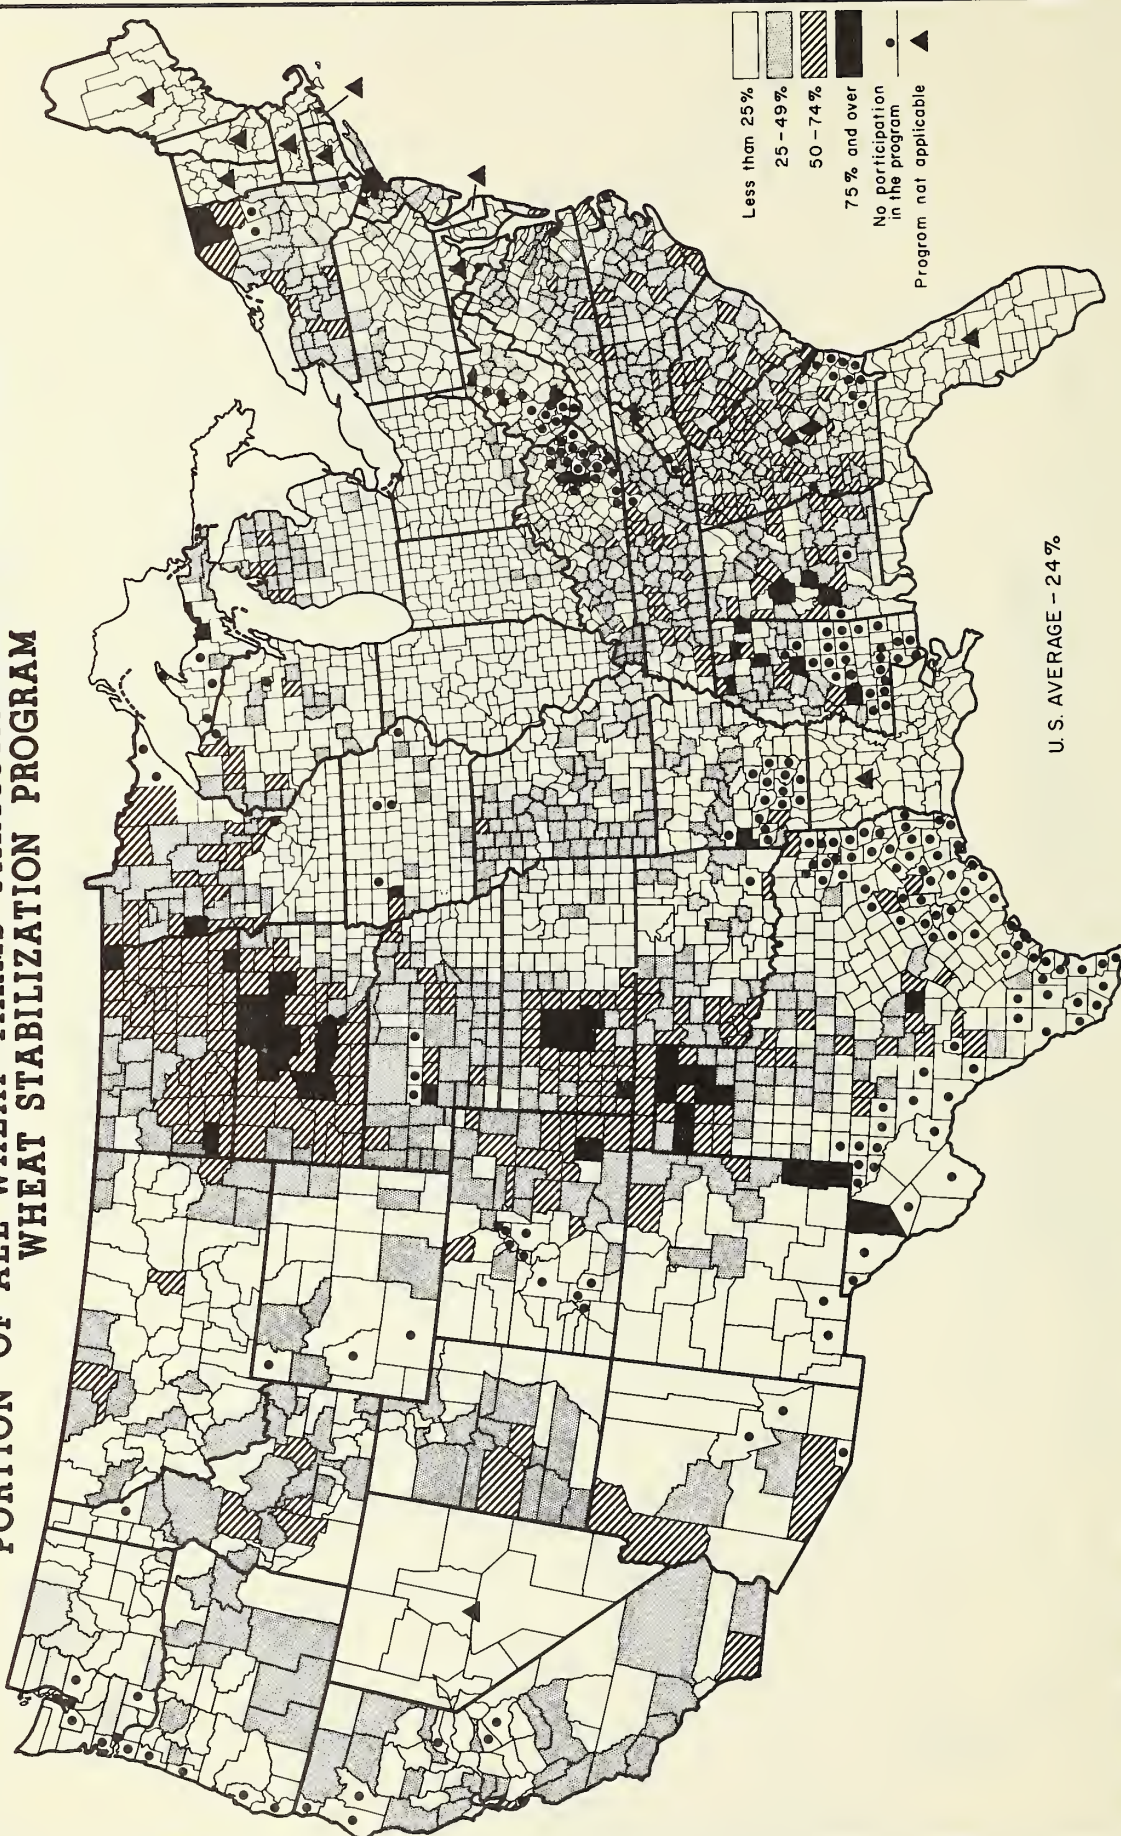 PORTION OF ALL WHEAT FARMS
WHEAT STABILIZATION PROGRAM
Less than 25%
25-49%
50-74%
75% and over
No participation
in the program
Program not applicable
U.S. AVERAGE - 24%